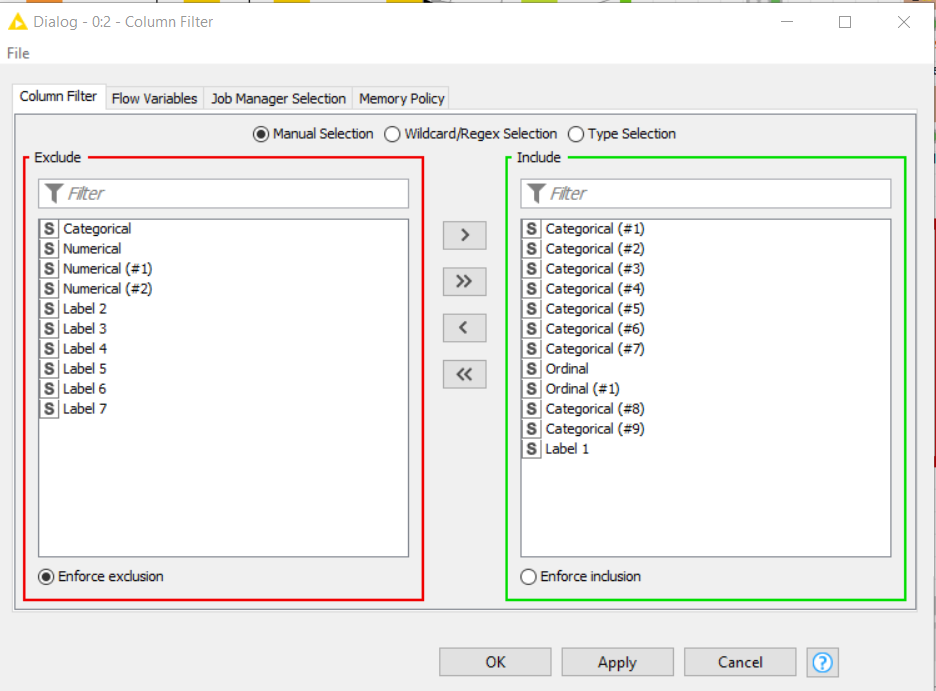 Dialog - 0:2 - Column Filter
File
Column Filter Flow Variables Job Manager Selection Memory Policy
Manual Selection Wildcard/Regex Selection Type Selection
Exclude
Filter
S Categorical
S Numerical
S Numerical (#1)
S Numerical (#2)
S Label 2
S Label 3
S Label 4
S Label 5
S Label 6
S Label 7
Enforce exclusion
>
>>
<
<<
Include
Filter
S Categorical (#1)
S Categorical (#2)
S Categorical (#3)
S Categorical (#4)
S Categorical (#5)
S Categorical (#6)
S Categorical (#7)
S Ordinal
S Ordinal (#1)
S Categorical (#8)
S Categorical (#9)
S Label 1
Enforce inclusion
OK Apply Cancel ?